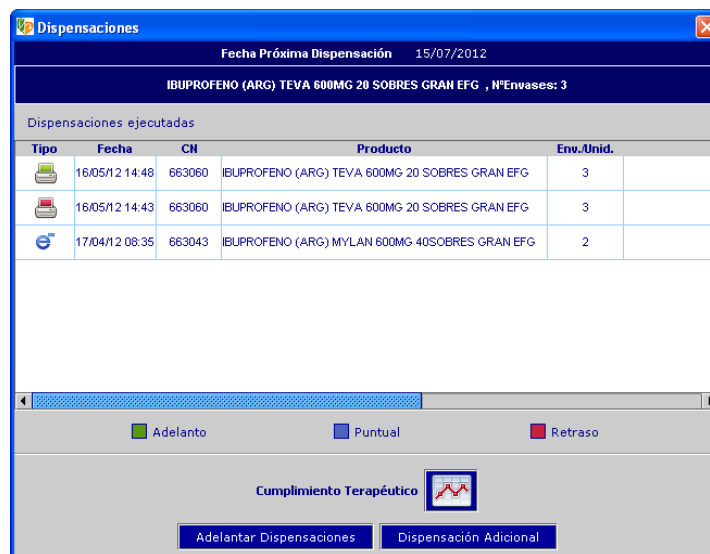 Dispensaciones
Fecha Próxima Dispensación 15/07/2012
IBUPROFENO (ARG) TEVA 600MG 20 SOBRES GRAN EFG , NºEnvases: 3
Dispensaciones ejecutadas
Tipo Fecha CN Producto Env./Unid.
16/05/12 14:48 663060 IBUPROFENO (ARG) TEVA 600MG 20 SOBRES GRAN EFG 3
16/05/12 14:43 663060 IBUPROFENO (ARG) TEVA 600MG 20 SOBRES GRAN EFG 3
17/04/12 08:35 663043 IBUPROFENO (ARG) MYLAN 600MG 40SOBRES GRAN EFG 2
Adelanto Puntual Retraso
Cumplimiento Terapéutico
Adelantar Dispensaciones Dispensación Adicional